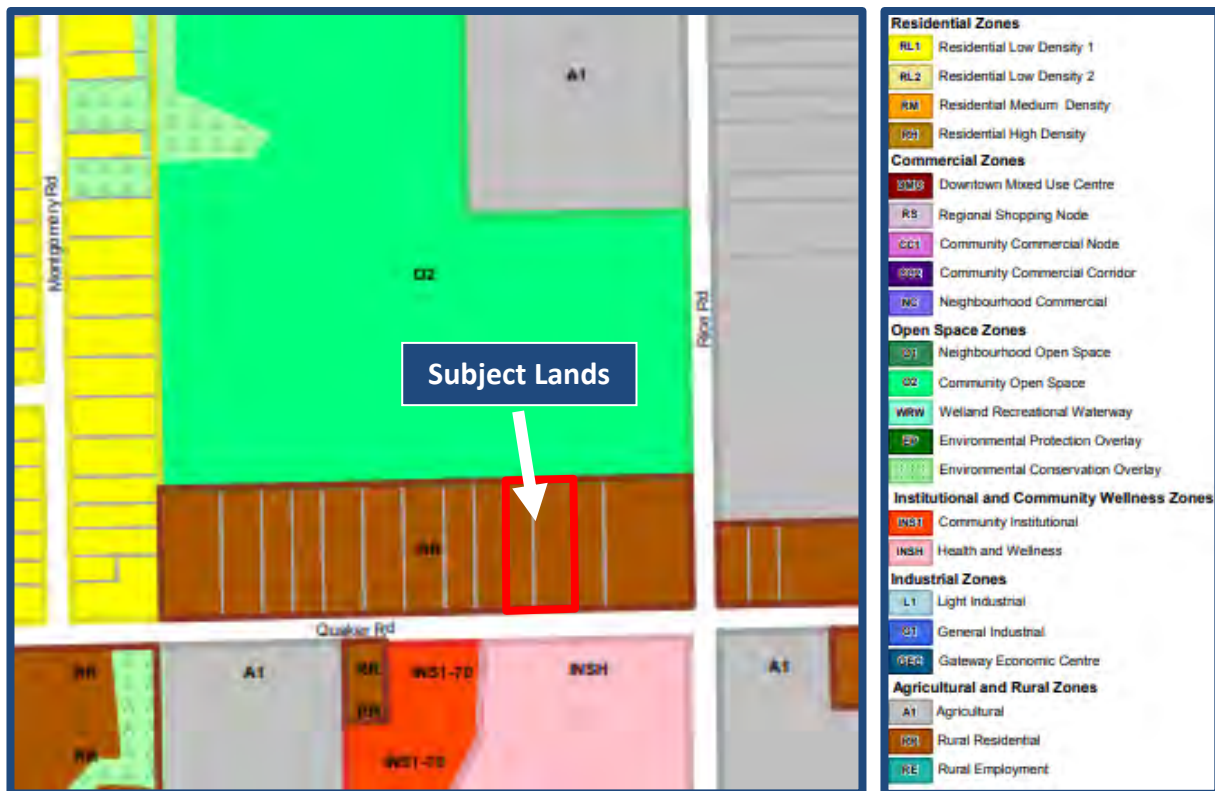 A1
Montgomery Rd
O2
Rice Rd
Subject Lands
RR
Quaker Rd
RR
A1
RR
INS1-70
INSH
A1
RR
RR
INS1-70
Residential Zones
RL1 Residential Low Density 1
RL2 Residential Low Density 2
RM Residential Medium Density
RH Residential High Density
Commercial Zones
DMC Downtown Mixed Use Centre
RS Regional Shopping Node
CC1 Community Commercial Node
CC2 Community Commercial Corridor
NC Neighbourhood Commercial
Open Space Zones
O1 Neighbourhood Open Space
O2 Community Open Space
WRW Welland Recreational Waterway
EP Environmental Protection Overlay
Environmental Conservation Overlay
Institutional and Community Wellness Zones
INS1 Community Institutional
INSH Health and Wellness
Industrial Zones
L1 Light Industrial
G1 General Industrial
GEC Gateway Economic Centre
Agricultural and Rural Zones
A1 Agricultural
RR Rural Residential
RE Rural Employment